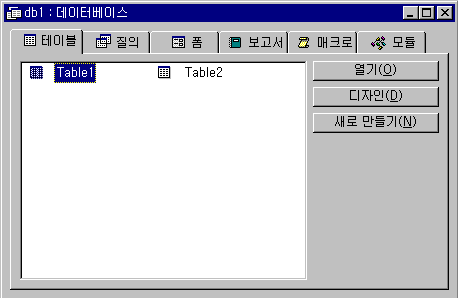 db1 : 데이터베이스
테이블 질의 폼 보고서 매크로 모듈
Table1 Table2
열기(O)
디자인(D)
새로 만들기(N)